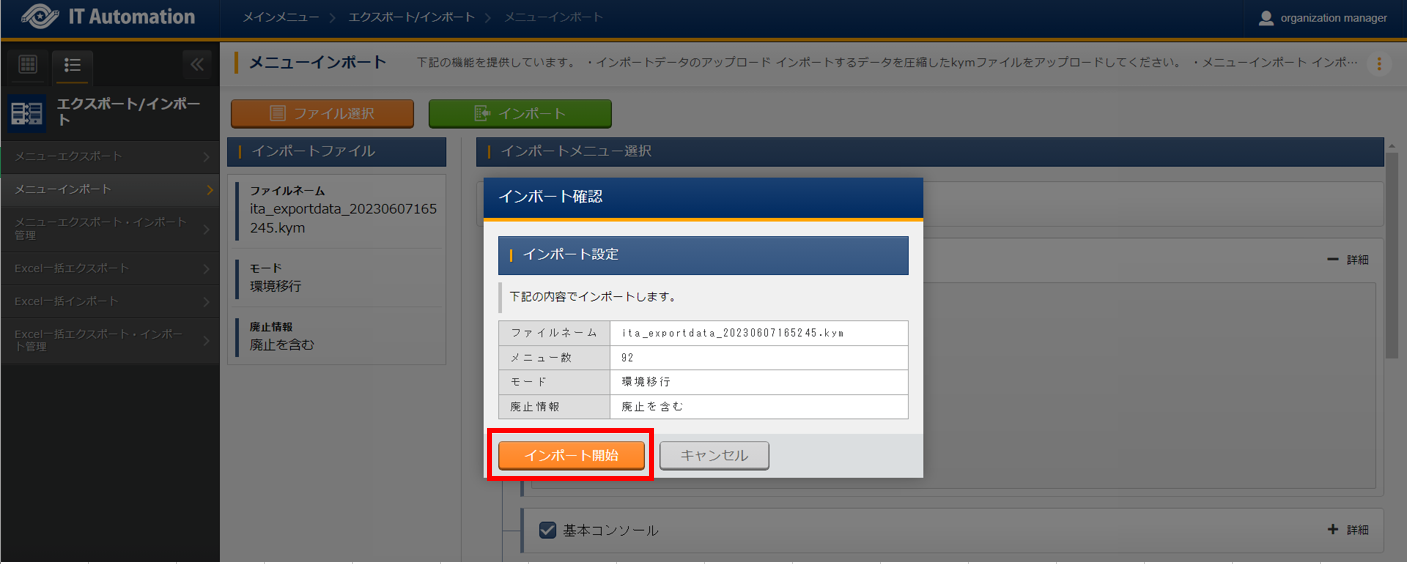 IT Automation
メインメニュー > エクスポート/インポート > メニューインポート
organization manager
エクスポート/インポー
ト
メニューエクスポート
メニューインポート
メニューエクスポート・インポート
管理
Excel一括エクスポート
Excel一括インポート
Excel一括エクスポート・インポー
ト管理
メニューインポート
下記の機能を提供しています。 ・インポートデータのアップロード インポートするデータを圧縮したkymファイルをアップロードしてください。 ・メニューインポート インポ…
ファイル選択
インポート
インポートファイル
ファイルネーム
ita_exportdata_20230607165
245.kym
モード
環境移行
廃止情報
廃止を含む
インポートメニュー選択
詳細
インポート確認
インポート設定
下記の内容でインポートします。
ファイルネーム ita_exportdata_20230607165245.kym
メニュー数 92
モード 環境移行
廃止情報 廃止を含む
インポート開始
キャンセル
基本コンソール
詳細